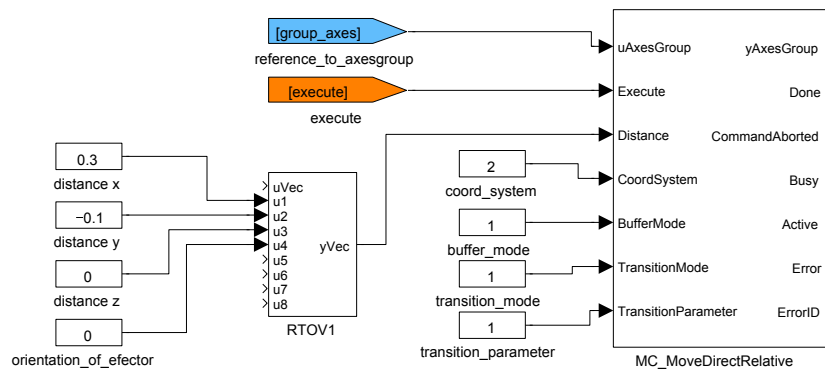 [group_axes]
reference_to_axesgroup
[execute]
execute
0.3
distance x
−0.1
distance y
0
distance z
0
orientation_of_efector
uVec
u1
u2
u3
u4
u5
u6
u7
u8
yVec
RTOV1
2
coord_system
1
buffer_mode
1
transition_mode
1
transition_parameter
uAxesGroup
yAxesGroup
Execute
Done
Distance
CommandAborted
CoordSystem
Busy
BufferMode
Active
TransitionMode
Error
TransitionParameter
ErrorID
MC_MoveDirectRelative